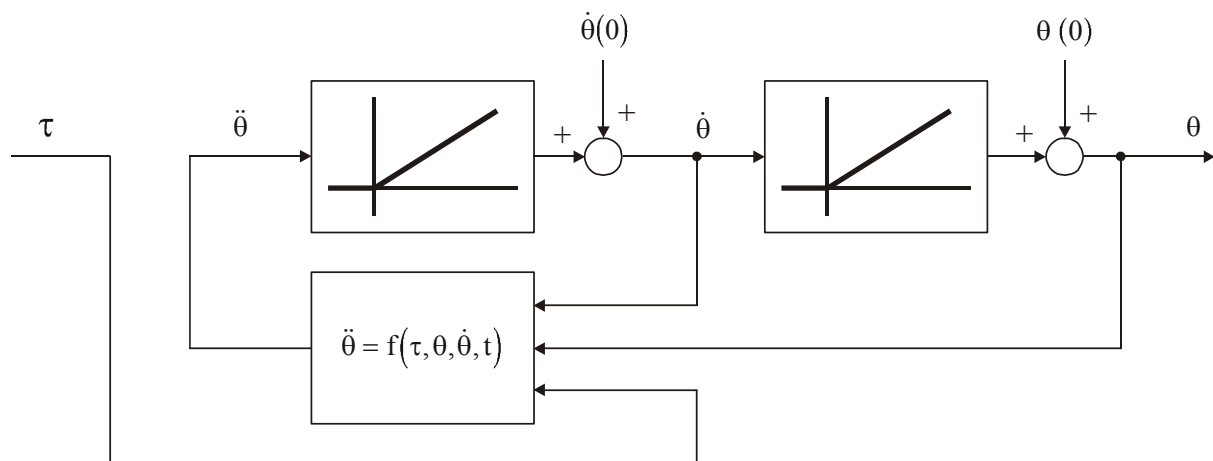 θ̇(0)
θ (0)
τ
θ̈
+
+
θ̇
+
+
θ
θ̈ = f(τ,θ,θ̇,t)